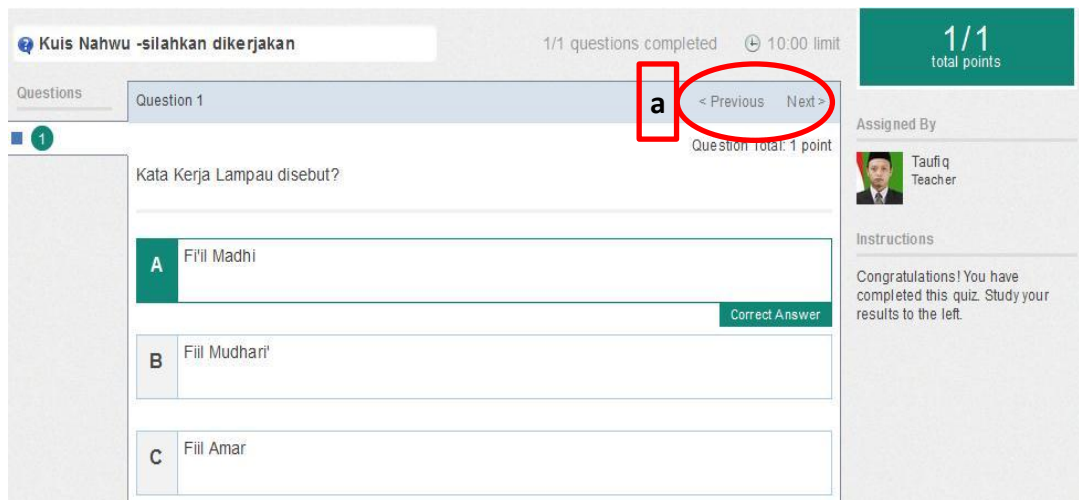 Kuis Nahwu -silahkan dikerjakan
1/1 questions completed
10:00 limit
1/1
total points
Questions
1
Question 1
a
< Previous
Next >
Question Total: 1 point
Kata Kerja Lampau disebut?
A
Fi'il Madhi
Correct Answer
B
Fiil Mudhari'
C
Fiil Amar
Assigned By
Taufiq
Teacher
Instructions
Congratulations! You have
completed this quiz. Study your
results to the left.